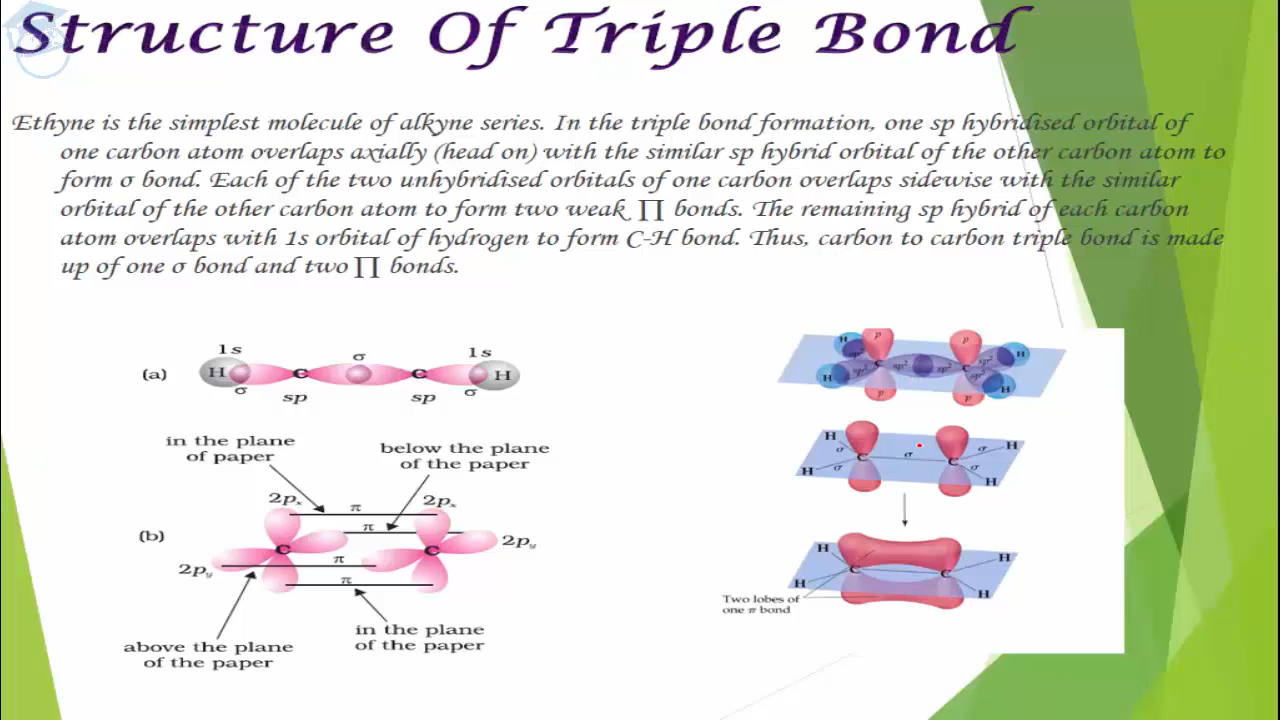 Structure Of Triple Bond
Ethyne is the simplest molecule of alkyne series. In the triple bond formation, one sp hybridised orbital of
one carbon atom overlaps axially (head on) with the similar sp hybrid orbital of the other carbon atom to
form σ bond. Each of the two unhybridised orbitals of one carbon overlaps sidewise with the similar
orbital of the other carbon atom to form two weak ∏ bonds. The remaining sp hybrid of each carbon
atom overlaps with 1s orbital of hydrogen to form C-H bond. Thus, carbon to carbon triple bond is made
up of one σ bond and two ∏ bonds.
1s σ 1s
(a) H C C H
σ sp sp σ
in the plane
of paper
below the plane
of the paper
2pₓ π 2pₓ
π
(b) C C 2pᵧ
2pᵧ π
π
above the plane
of the paper
in the plane
of the paper
H p p H
sp² sp² sp² sp²
C C
H sp² sp² H
p p
H H
σ σ σ
C C
σ σ
H H
H H
C C
H H
Two lobes of
one π bond